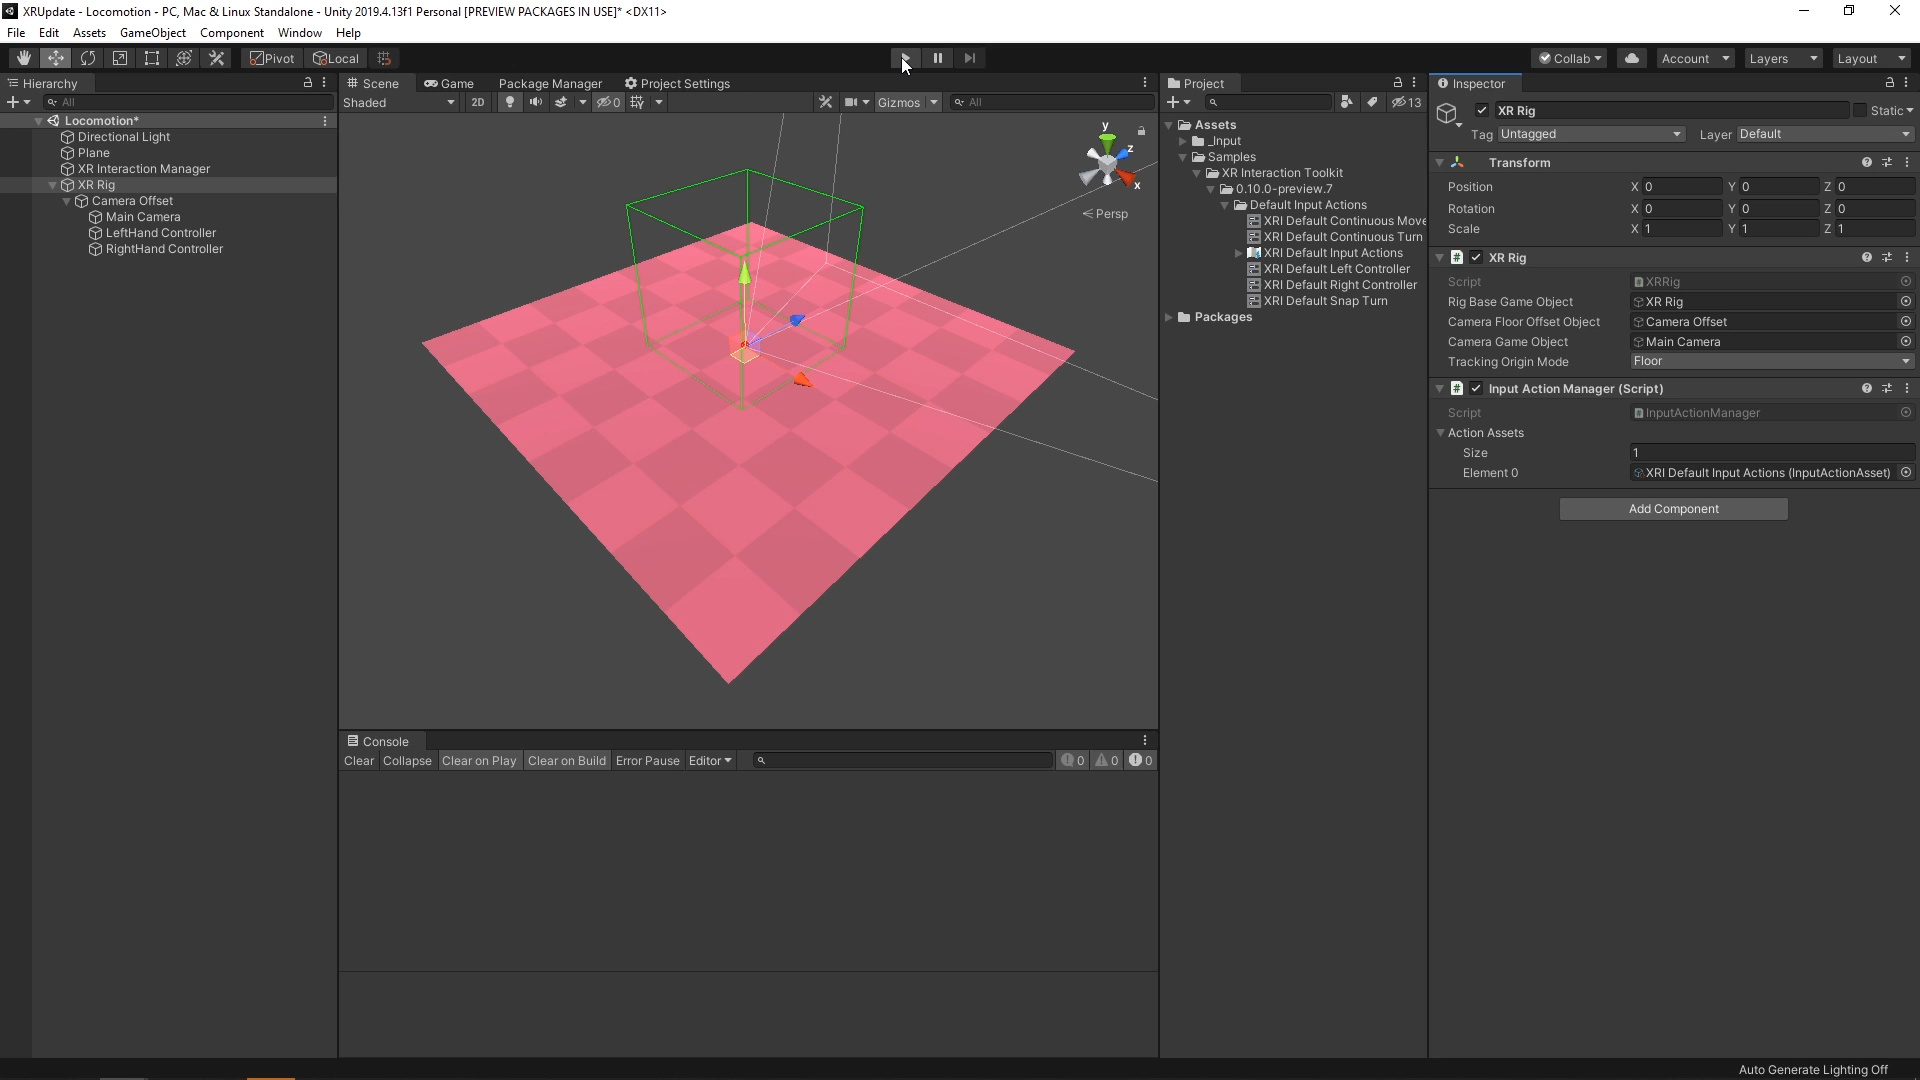 XRUpdate - Locomotion - PC, Mac & Linux Standalone - Unity 2019.4.13f1 Personal [PREVIEW PACKAGES IN USE]* <DX11>
File Edit Assets GameObject Component Window Help
Pivot Local Collab Account Layers Layout
Hierarchy
All
Locomotion*
Directional Light
Plane
XR Interaction Manager
XR Rig
Camera Offset
Main Camera
LeftHand Controller
RightHand Controller
Scene Game Package Manager Project Settings
Shaded 2D 0 Gizmos All
y
z
x
Persp
Console
Clear Collapse Clear on Play Clear on Build Error Pause Editor 0 0 0
Project
13
Assets
_Input
Samples
XR Interaction Toolkit
0.10.0-preview.7
Default Input Actions
XRI Default Continuous Move
XRI Default Continuous Turn
XRI Default Input Actions
XRI Default Left Controller
XRI Default Right Controller
XRI Default Snap Turn
Packages
Inspector
XR Rig Static
Tag Untagged Layer Default
Transform
Position X 0 Y 0 Z 0
Rotation X 0 Y 0 Z 0
Scale X 1 Y 1 Z 1
# XR Rig
Script XRRig
Rig Base Game Object XR Rig
Camera Floor Offset Object Camera Offset
Camera Game Object Main Camera
Tracking Origin Mode Floor
# Input Action Manager (Script)
Script InputActionManager
Action Assets
Size 1
Element 0 XRI Default Input Actions (InputActionAsset)
Add Component
Auto Generate Lighting Off